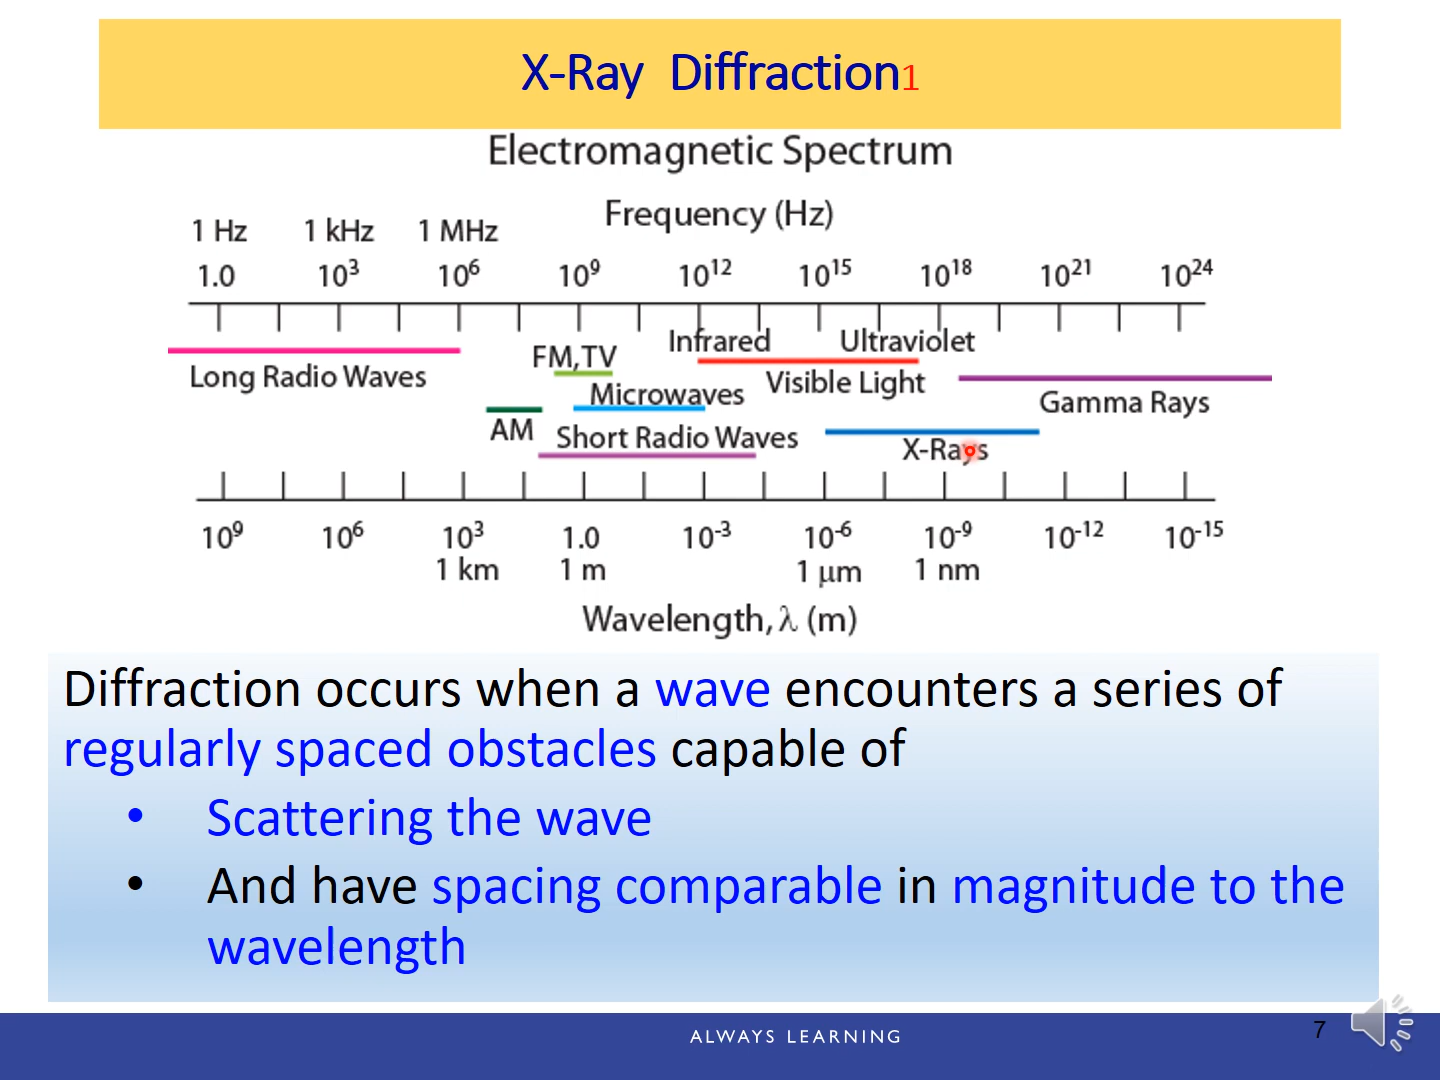 X-Ray Diffraction1
Electromagnetic Spectrum
Frequency (Hz)
1 Hz 1 kHz 1 MHz
1.0 10³ 10⁶ 10⁹ 10¹² 10¹⁵ 10¹⁸ 10²¹ 10²⁴
Infrared Ultraviolet
FM,TV
Long Radio Waves
Visible Light
Microwaves
Gamma Rays
AM
Short Radio Waves
X-Rays
10⁹ 10⁶ 10³ 1.0 10⁻³ 10⁻⁶ 10⁻⁹ 10⁻¹² 10⁻¹⁵
1 km 1 m 1 μm 1 nm
Wavelength, λ (m)
Diffraction occurs when a wave encounters a series of
regularly spaced obstacles capable of
• Scattering the wave
• And have spacing comparable in magnitude to the
wavelength
ALWAYS LEARNING
7